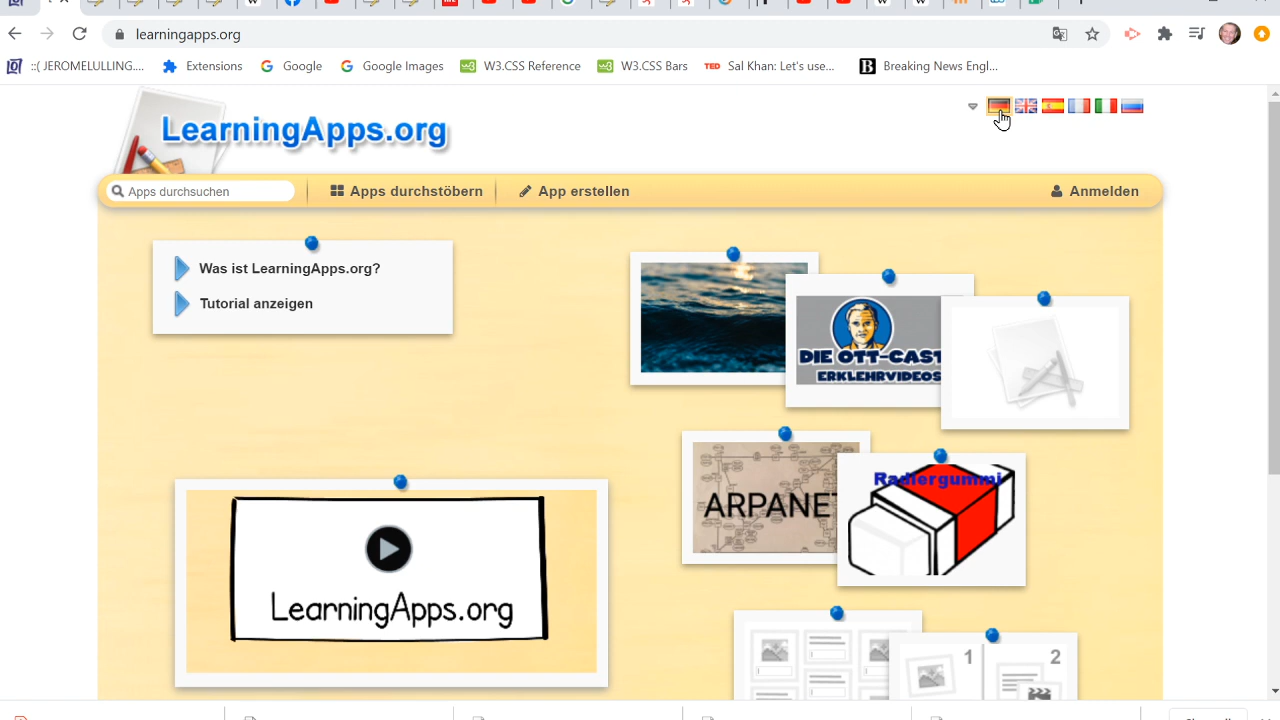 learningapps.org
::( JEROMELULLING....
Extensions
Google
Google Images
W3.CSS Reference
W3.CSS Bars
TED
Sal Khan: Let's use...
B
Breaking News Engl...
LearningApps.org
Apps durchsuchen
Apps durchstöbern
App erstellen
Anmelden
Was ist LearningApps.org?
Tutorial anzeigen
DIE OTT-CAST
ERKLEHRVIDEOS
ARPANET
Radiergummi
LearningApps.org
1
2